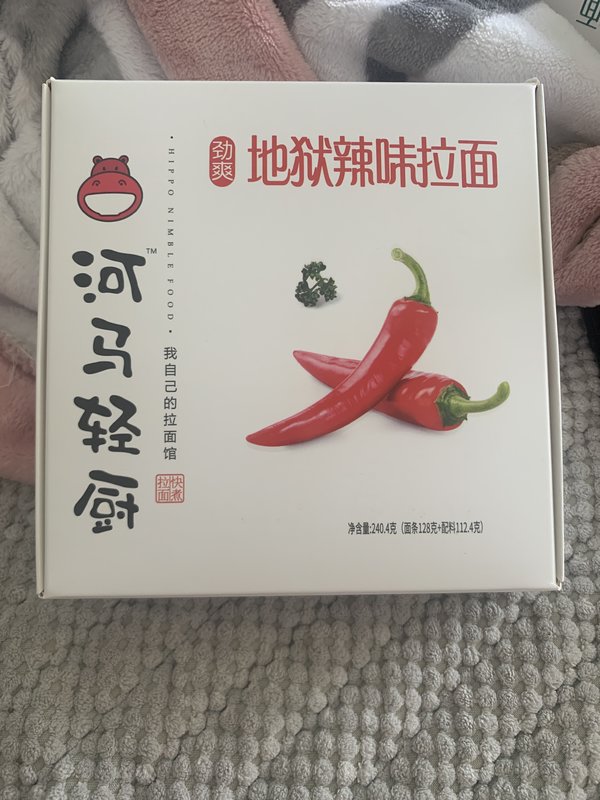 劲爽
地狱辣味拉面
· HIPPO NIMBLE FOOD ·
河马轻厨™
我自己的拉面馆
快煮拉面
净含量:240.4克（面条128克+配料112.4克）